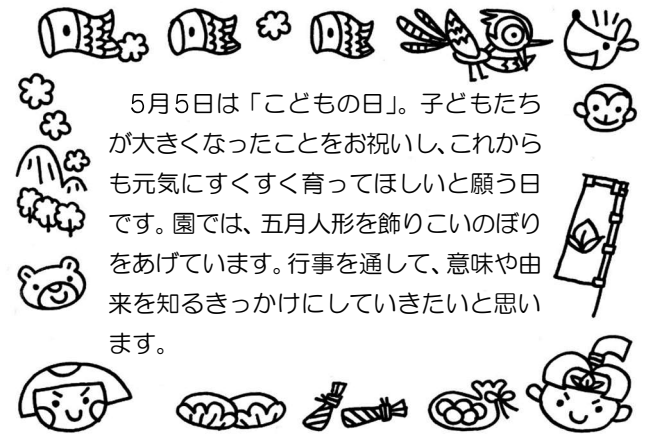 5月5日は「こどもの日」。子どもたち
が大きくなったことをお祝いし、これから
も元気にすくすく育ってほしいと願う日
です。園では、五月人形を飾りこいのぼり
をあげています。行事を通して、意味や由
来を知るきっかけにしていきたいと思い
ます。